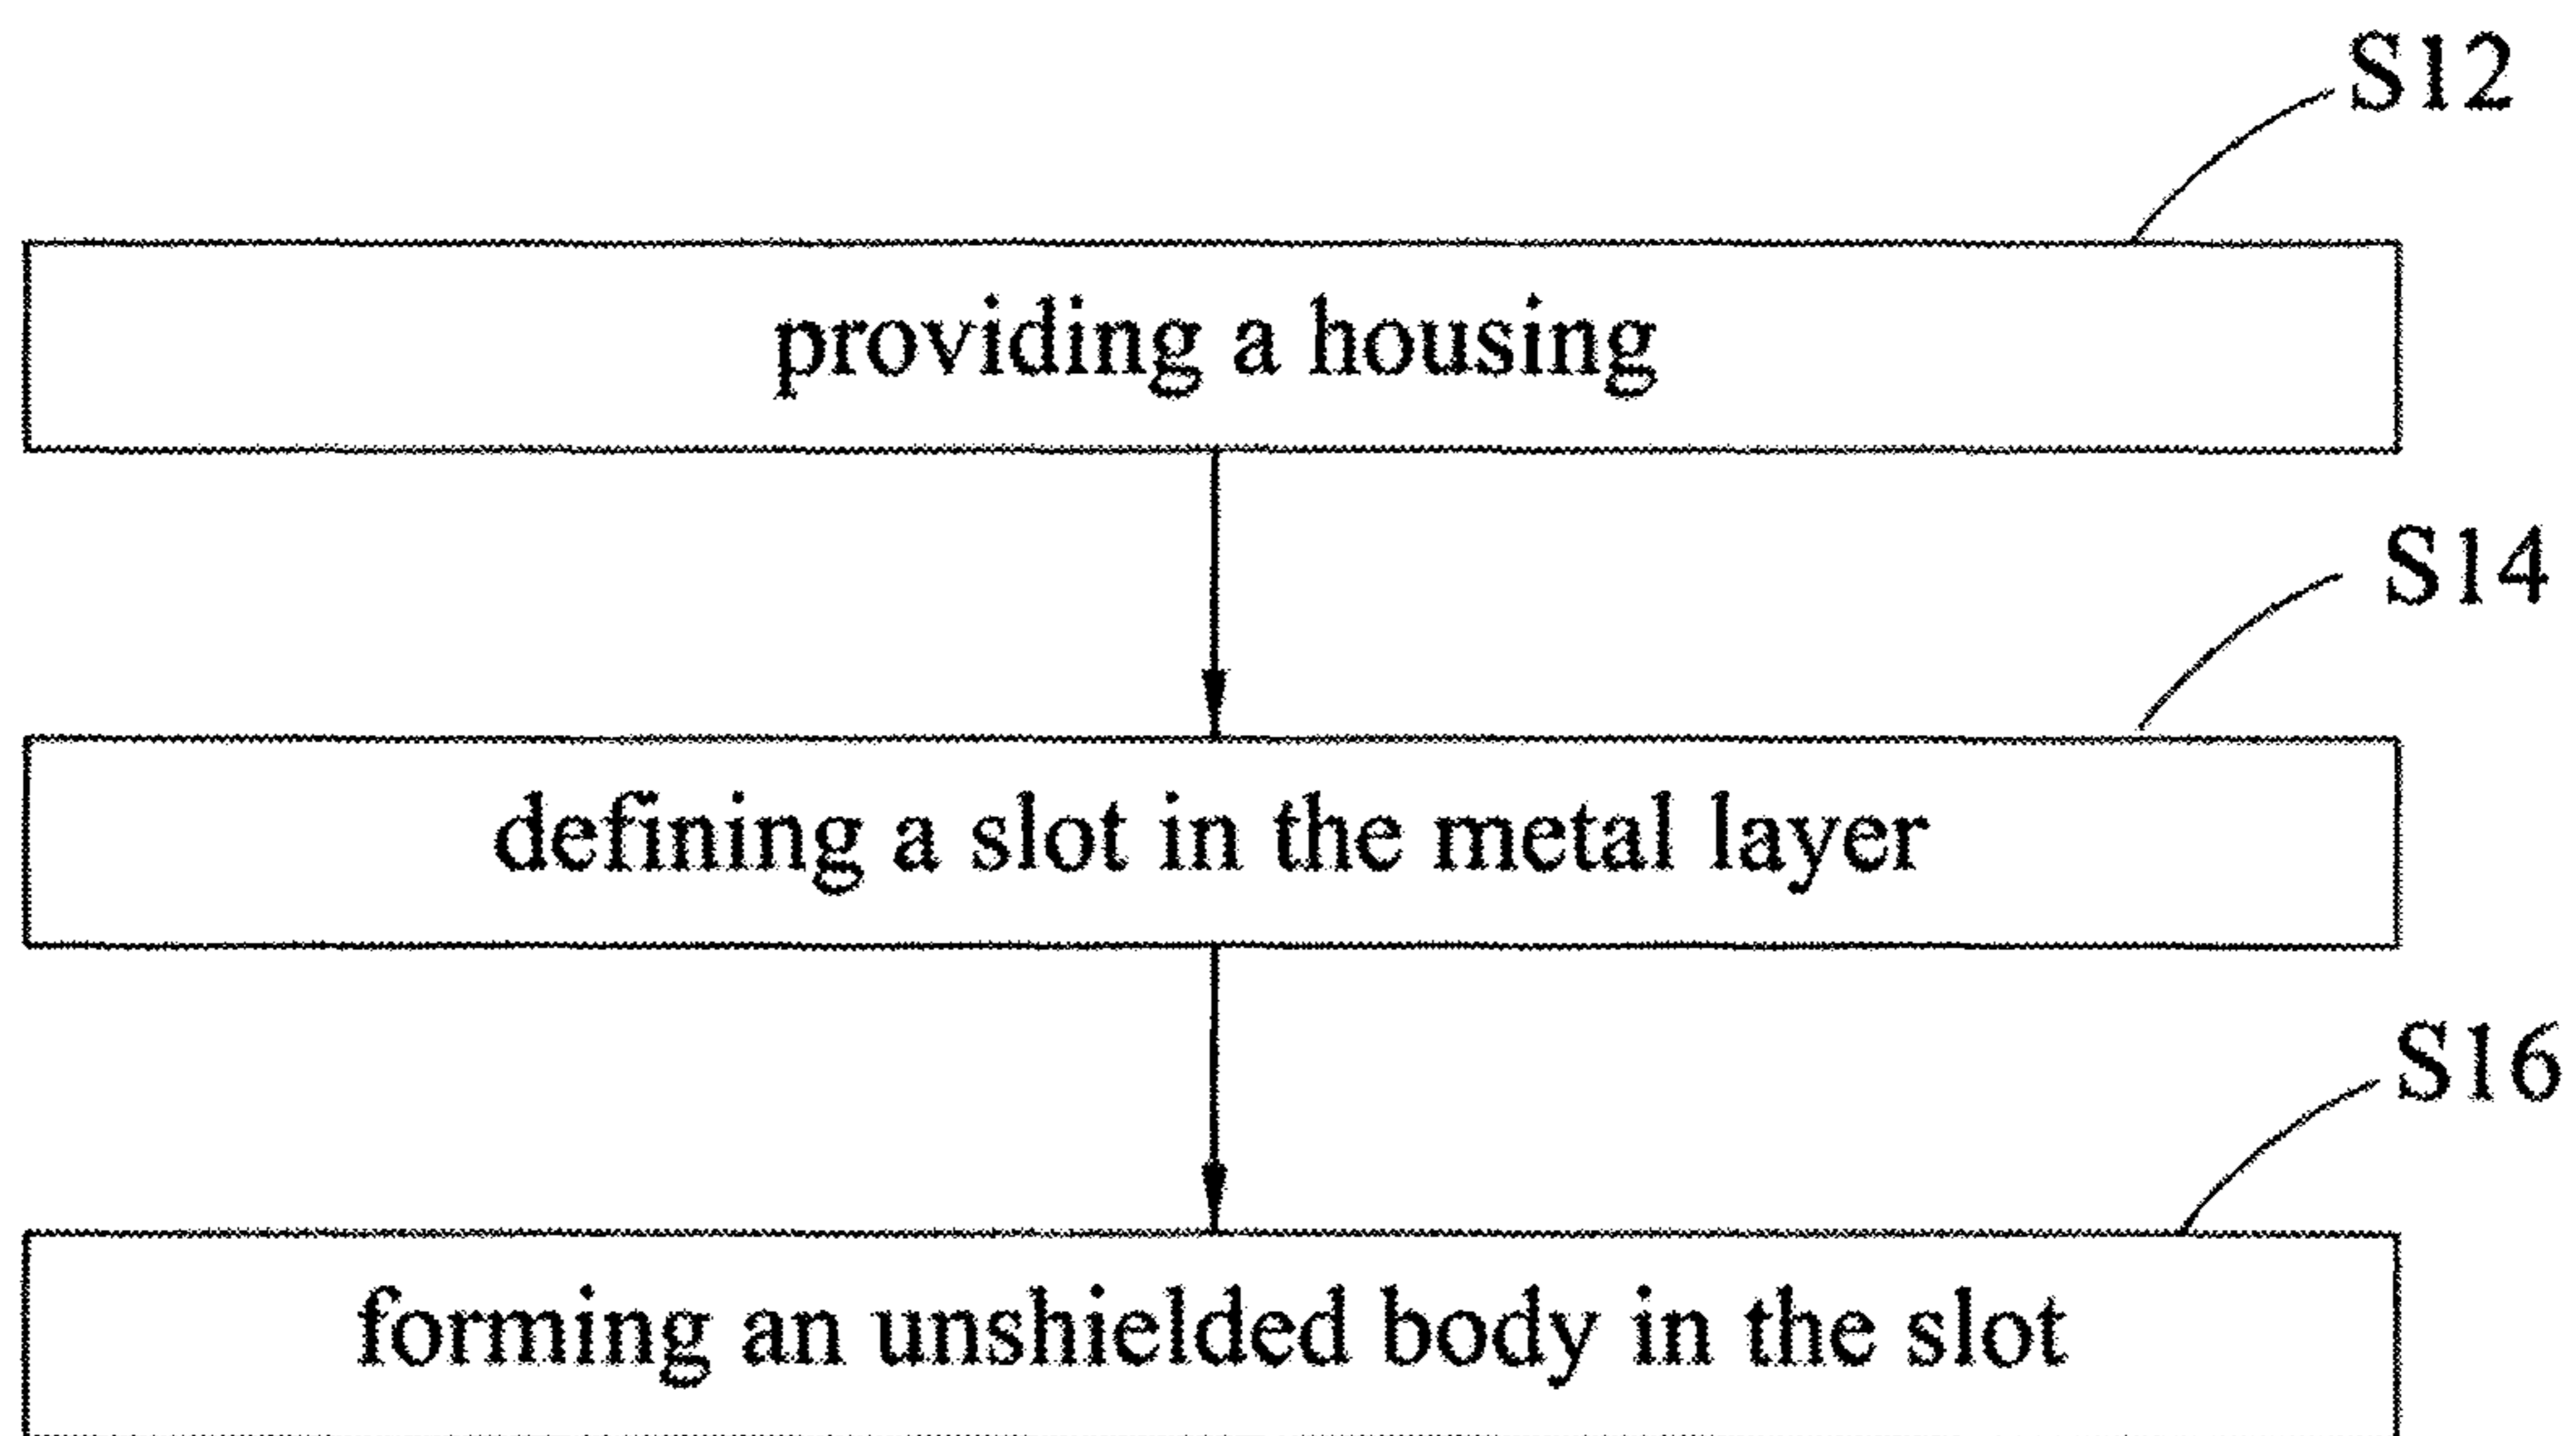 S12
providing a housing
S14
defining a slot in the metal layer
S16
forming an unshielded body in the slot